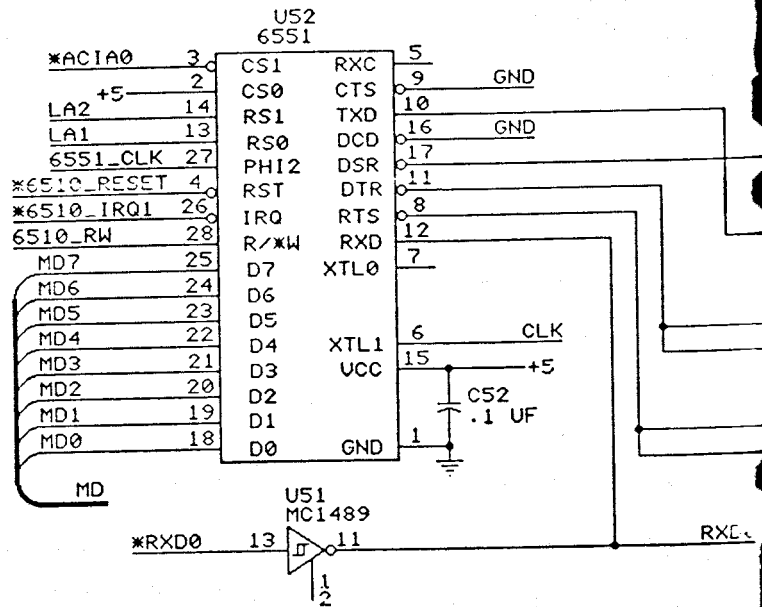 U52
6551
*ACIA0 3 CS1 RXC 5
+5 2 CS0 CTS 9 GND
LA2 14 RS1 TXD 10
LA1 13 RS0 DCD 16 GND
6551_CLK 27 PHI2 DSR 17
*6510_RESET 4 RST DTR 11
*6510_IRQ1 26 IRQ RTS 8
6510_RW 28 R/*W RXD 12
MD7 25 D7 XTL0 7
MD6 24 D6
MD5 23 D5
MD4 22 D4 XTL1 6 CLK
MD3 21 D3 VCC 15 +5
MD2 20 D2 C52
MD1 19 D1 .1 UF
MD0 18 D0 GND 1
MD
U51
MC1489
*RXD0 13 11
1
2